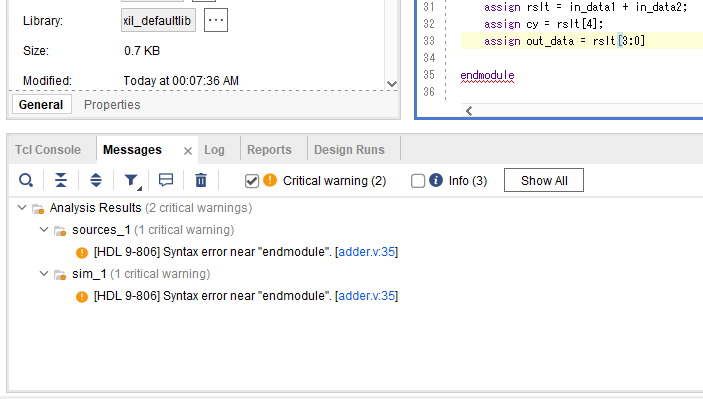 Library: xil_defaultlib ...
Size: 0.7 KB
Modified: Today at 00:07:36 AM
General Properties
31 assign rslt = in_data1 + in_data2;
32 assign cy = rslt[4];
33 assign out_data = rslt[3:0]
34
35 endmodule
36
Tcl Console Messages × Log Reports Design Runs
Critical warning (2) Info (3) Show All
Analysis Results (2 critical warnings)
sources_1 (1 critical warning)
[HDL 9-806] Syntax error near "endmodule". [adder.v:35]
sim_1 (1 critical warning)
[HDL 9-806] Syntax error near "endmodule". [adder.v:35]